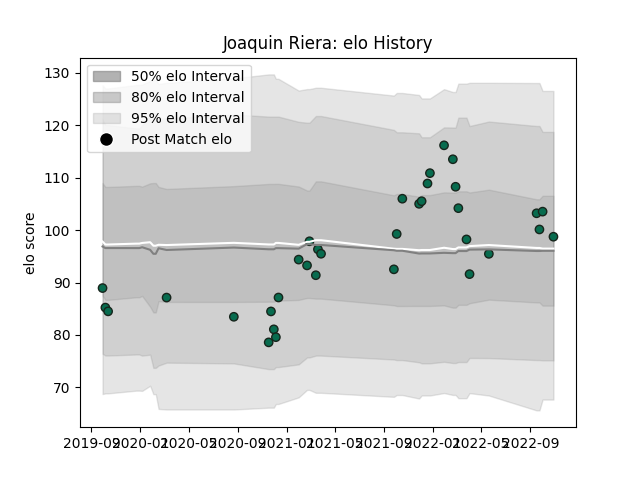 Joaquin Riera: elo History
50% elo Interval
80% elo Interval
95% elo Interval
Post Match elo
elo score
130
120
110
100
90
80
70
2019-09 2020-01 2020-05 2020-09 2021-01 2021-05 2021-09 2022-01 2022-05 2022-09